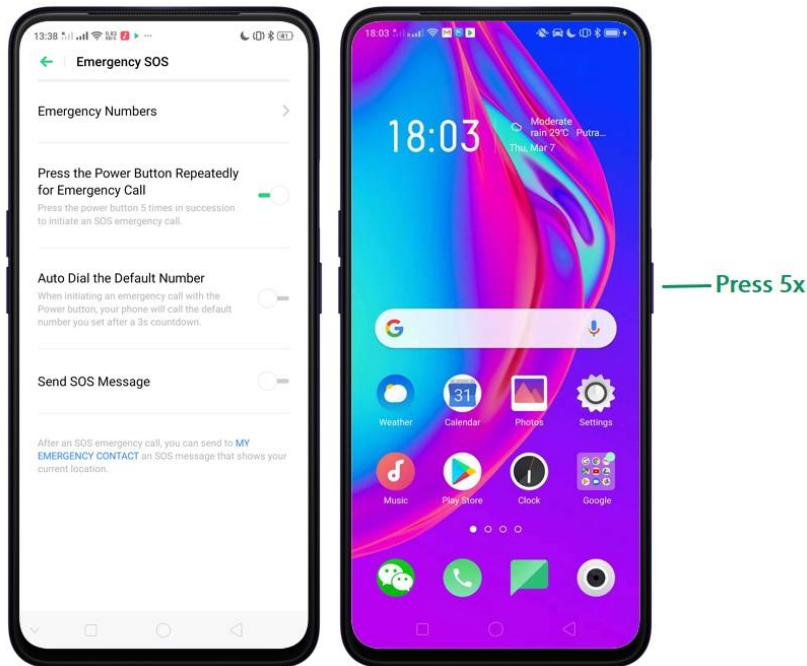 13:38
41
Emergency SOS
Emergency Numbers
Press the Power Button Repeatedly
for Emergency Call
Press the power button 5 times in succession
to initiate an SOS emergency call.
Auto Dial the Default Number
When initiating an emergency call with the
Power button, your phone will call the default
number you set after a 3s countdown.
Send SOS Message
After an SOS emergency call, you can send to MY
EMERGENCY CONTACT an SOS message that shows your
current location.
18:03
18:03
Moderate
rain 29°C Putra...
Thu, Mar 7
G
31
Weather Calendar Photos Settings
Music Play Store Clock Google
Press 5x